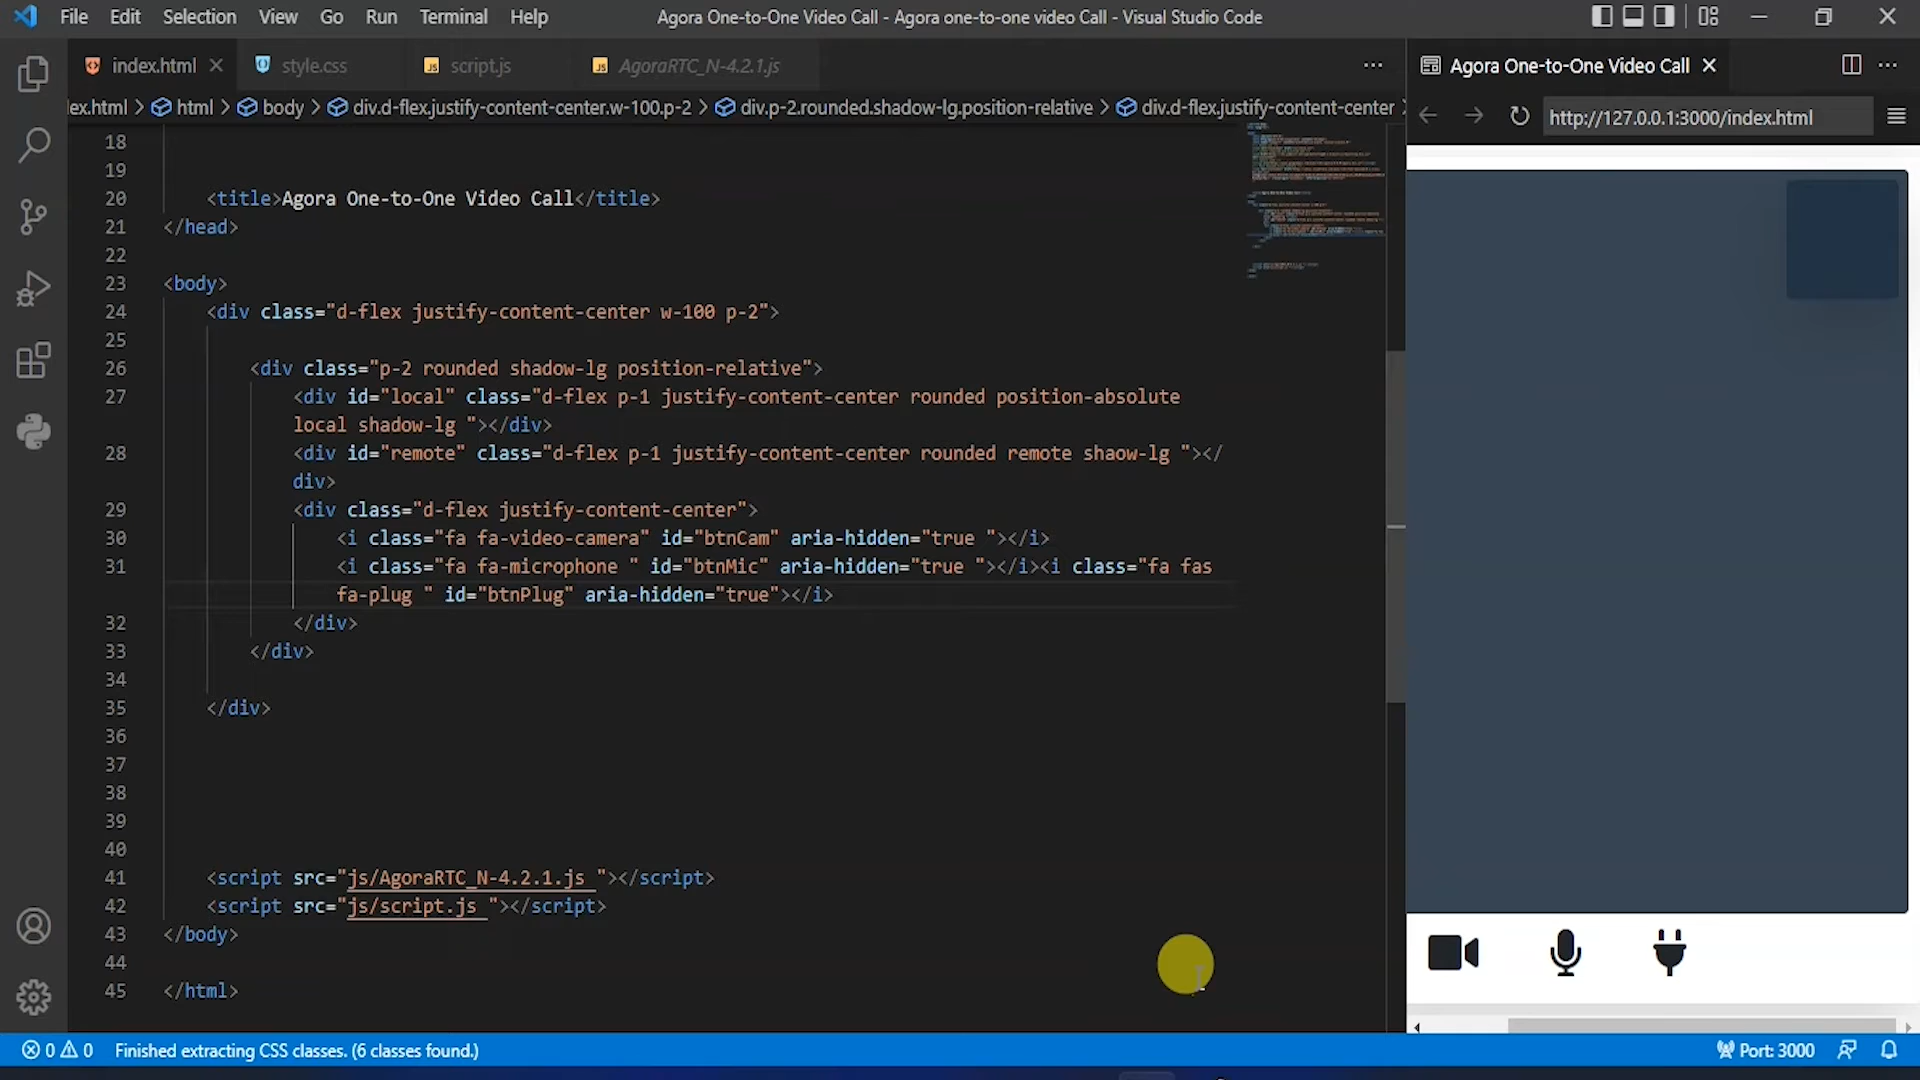 File Edit Selection View Go Run Terminal Help
Agora One-to-One Video Call - Agora one-to-one video Call - Visual Studio Code
index.html style.css script.js AgoraRTC_N-4.2.1.js
Agora One-to-One Video Call
lex.html > html > body > div.d-flex.justify-content-center.w-100.p-2 > div.p-2.rounded.shadow-lg.position-relative > div.d-flex.justify-content-center
http://127.0.0.1:3000/index.html
18
19
20 <title>Agora One-to-One Video Call</title>
21 </head>
22
23 <body>
24 <div class="d-flex justify-content-center w-100 p-2">
25
26 <div class="p-2 rounded shadow-lg position-relative">
27 <div id="local" class="d-flex p-1 justify-content-center rounded position-absolute
local shadow-lg "></div>
28 <div id="remote" class="d-flex p-1 justify-content-center rounded remote shaow-lg "></
div>
29 <div class="d-flex justify-content-center">
30 <i class="fa fa-video-camera" id="btnCam" aria-hidden="true "></i>
31 <i class="fa fa-microphone " id="btnMic" aria-hidden="true "></i><i class="fa fas
fa-plug " id="btnPlug" aria-hidden="true"></i>
32 </div>
33 </div>
34
35 </div>
36
37
38
39
40
41 <script src="js/AgoraRTC_N-4.2.1.js "></script>
42 <script src="js/script.js "></script>
43 </body>
44
45 </html>
0 0 Finished extracting CSS classes. (6 classes found.)
Port: 3000